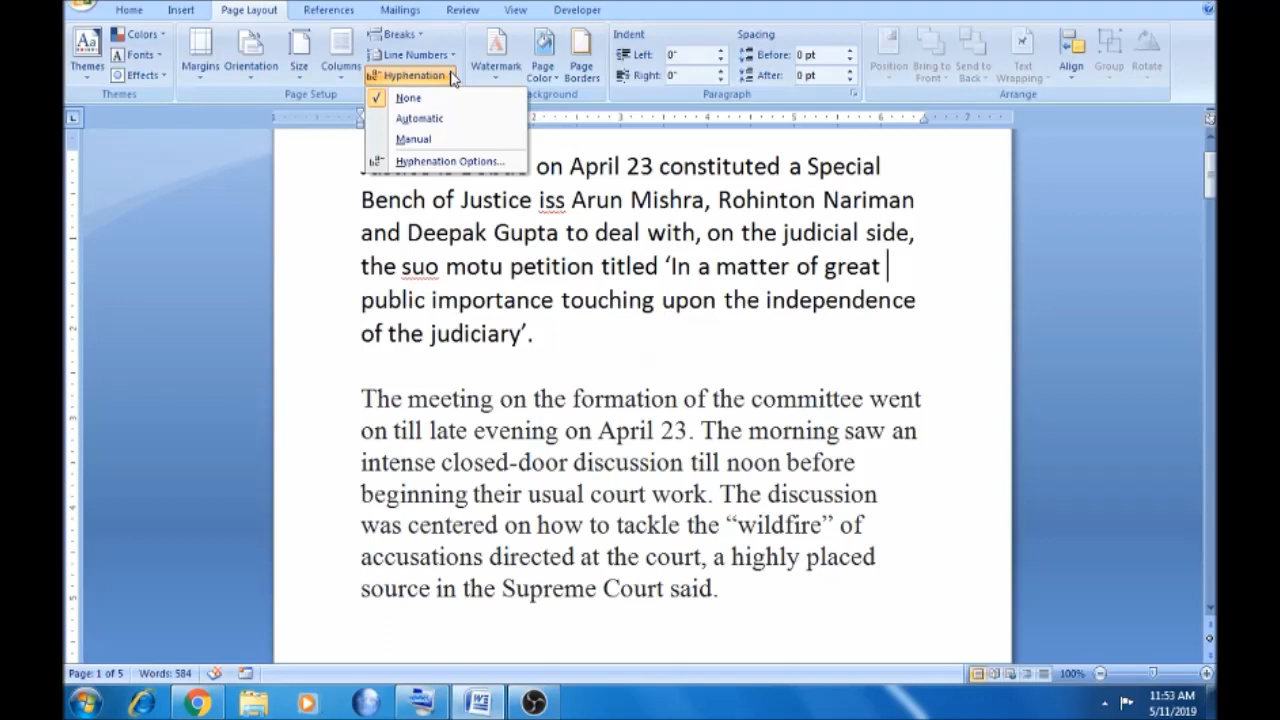 Home Insert Page Layout References Mailings Review View Developer
Themes
Colors
Fonts
Effects
Themes
Margins
Orientation
Size
Columns
Breaks
Line Numbers
Hyphenation
Page Setup
Watermark
Page Color
Page Borders
ackground
Indent
Left: 0"
Right: 0"
Spacing
Before: 0 pt
After: 0 pt
Paragraph
Position
Bring to Front
Send to Back
Text Wrapping
Align
Group
Rotate
Arrange
None
Automatic
Manual
Hyphenation Options...
on April 23 constituted a Special
Bench of Justice iss Arun Mishra, Rohinton Nariman
and Deepak Gupta to deal with, on the judicial side,
the suo motu petition titled ‘In a matter of great
public importance touching upon the independence
of the judiciary’.
The meeting on the formation of the committee went
on till late evening on April 23. The morning saw an
intense closed-door discussion till noon before
beginning their usual court work. The discussion
was centered on how to tackle the “wildfire” of
accusations directed at the court, a highly placed
source in the Supreme Court said.
Page: 1 of 5 Words: 584 100%
11:53 AM
5/11/2019